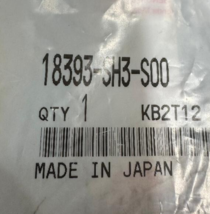 18393-SH3-S00
QTY 1 KB2T12
MADE IN JAPAN